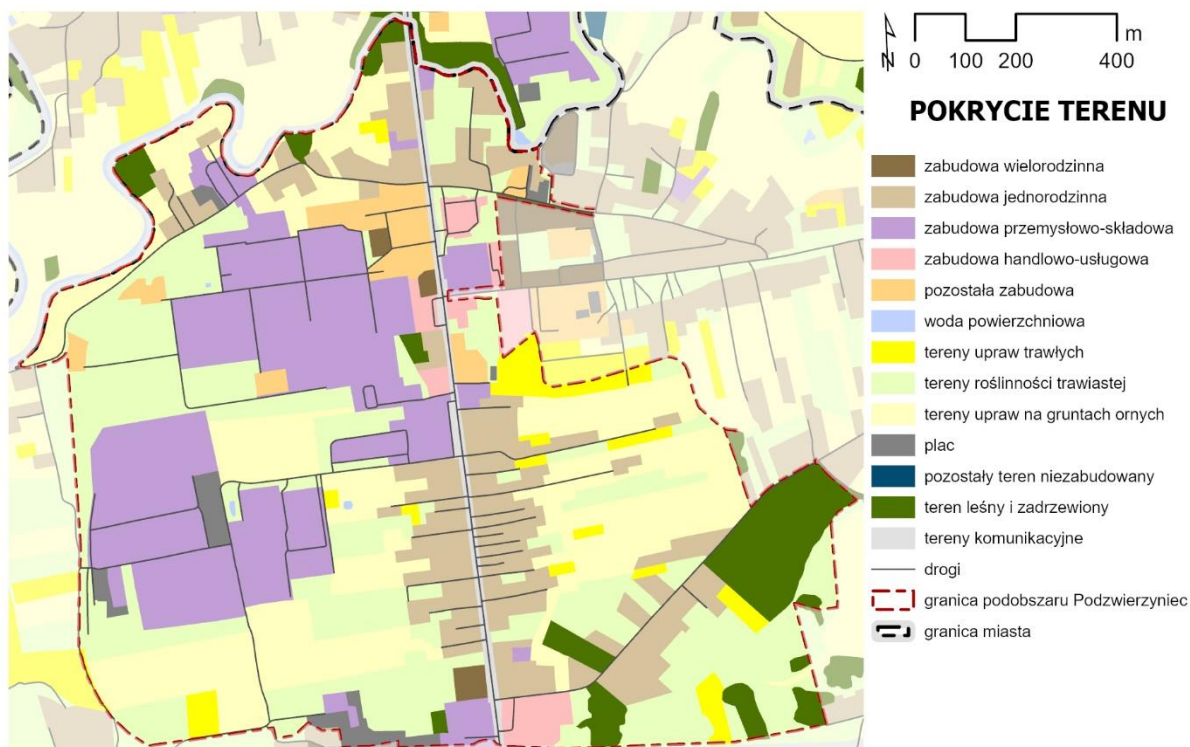 N
m
0 100 200 400
POKRYCIE TERENU
zabudowa wielorodzinna
zabudowa jednorodzinna
zabudowa przemysłowo-składowa
zabudowa handlowo-usługowa
pozostała zabudowa
woda powierzchniowa
tereny upraw trawłych
tereny roślinności trawiastej
tereny upraw na gruntach ornych
plac
pozostały teren niezabudowany
teren leśny i zadrzewiony
tereny komunikacyjne
drogi
granica podobszaru Podzwierzyniec
granica miasta